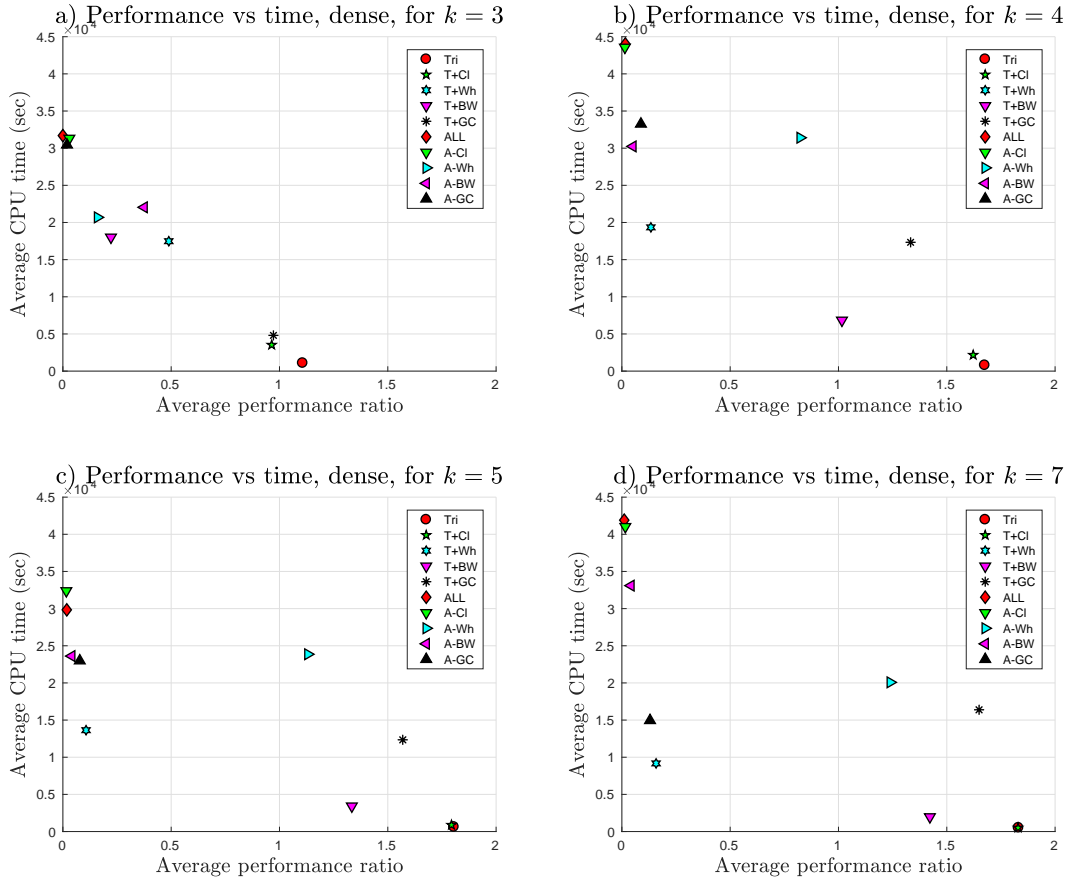 a) Performance vs time, dense, for k = 3
×10⁴
4.5
4
3.5
3
2.5
2
1.5
1
0.5
0
0 0.5 1 1.5 2
Average CPU time (sec)
Average performance ratio
Tri
T+Cl
T+Wh
T+BW
T+GC
ALL
A-Cl
A-Wh
A-BW
A-GC
b) Performance vs time, dense, for k = 4
×10⁴
4.5
4
3.5
3
2.5
2
1.5
1
0.5
0
0 0.5 1 1.5 2
Average CPU time (sec)
Average performance ratio
Tri
T+Cl
T+Wh
T+BW
T+GC
ALL
A-Cl
A-Wh
A-BW
A-GC
c) Performance vs time, dense, for k = 5
×10⁴
4.5
4
3.5
3
2.5
2
1.5
1
0.5
0
0 0.5 1 1.5 2
Average CPU time (sec)
Average performance ratio
Tri
T+Cl
T+Wh
T+BW
T+GC
ALL
A-Cl
A-Wh
A-BW
A-GC
d) Performance vs time, dense, for k = 7
×10⁴
4.5
4
3.5
3
2.5
2
1.5
1
0.5
0
0 0.5 1 1.5 2
Average CPU time (sec)
Average performance ratio
Tri
T+Cl
T+Wh
T+BW
T+GC
ALL
A-Cl
A-Wh
A-BW
A-GC